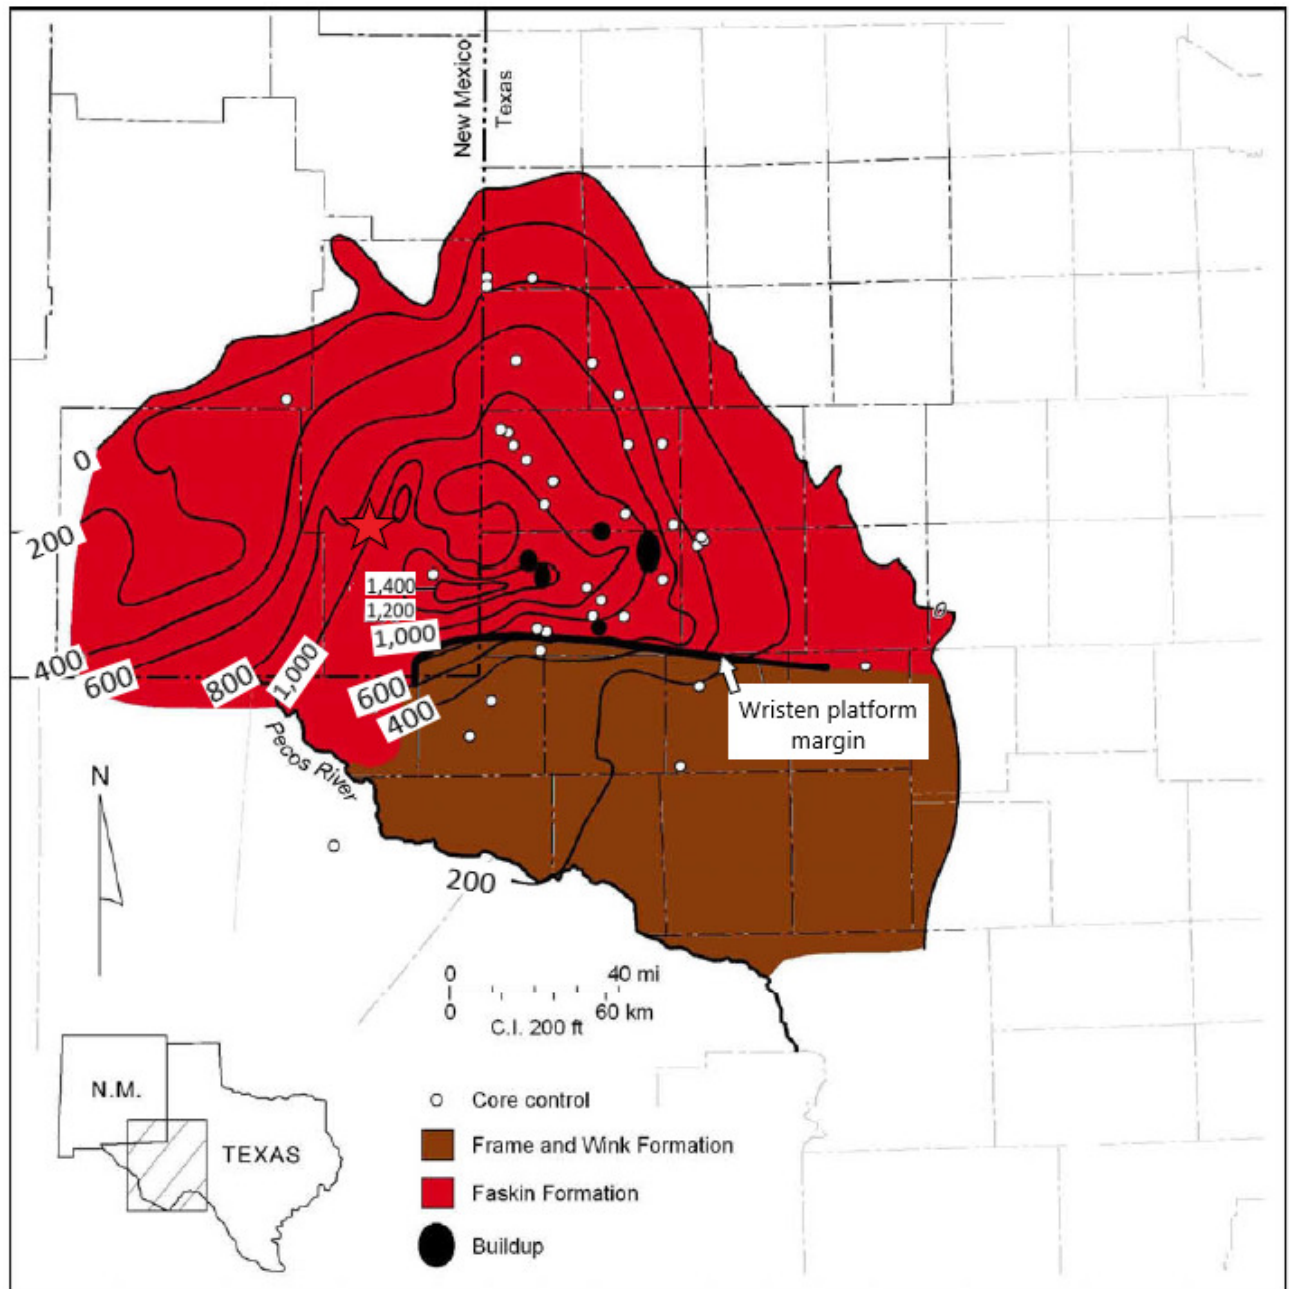 New Mexico
Texas
0
200
400
600
800
1,000
1,400
1,200
1,000
600
400
0
Wristen platform
margin
Pecos River
N
200
0 40 mi
0 60 km
C.I. 200 ft
N.M.
TEXAS
Core control
Frame and Wink Formation
Faskin Formation
Buildup